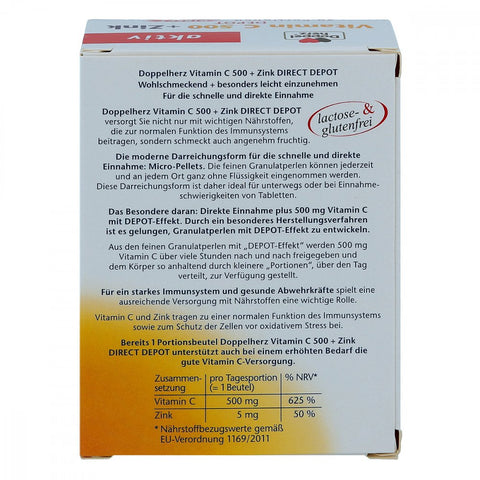 Vitamin C 500 + Zink
DIRECT DEPOT
aktiv
Doppelherz Vitamin C 500 + Zink DIRECT DEPOT
Wohlschmeckend + besonders leicht einzunehmen
Für die schnelle und direkte Einnahme
Doppelherz Vitamin C 500 + Zink DIRECT DEPOT
versorgt Sie nicht nur mit wichtigen Nährstoffen,
die zur normalen Funktion des Immunsystems
beitragen, sondern schmeckt auch angenehm fruchtig.
lactose- &
glutenfrei
Die moderne Darreichungsform für die schnelle und direkte
Einnahme: Micro-Pellets. Die feinen Granulatperlen können jederzeit
und an jedem Ort ganz ohne Flüssigkeit eingenommen werden.
Diese Darreichungsform ist daher ideal für unterwegs oder bei Einnahme-
schwierigkeiten von Tabletten.
Das Besondere daran: Direkte Einnahme plus 500 mg Vitamin C
mit DEPOT-Effekt. Durch ein besonderes Herstellungsverfahren
ist es gelungen, Granulatperlen mit DEPOT-Effekt zu entwickeln.
Aus den feinen Granulatperlen mit „DEPOT-Effekt" werden 500 mg
Vitamin C über viele Stunden nach und nach freigegeben und
dem Körper so anhaltend durch kleinere „Portionen", über den Tag
verteilt, zur Verfügung gestellt.
Für ein starkes Immunsystem und gesunde Abwehrkräfte spielt eine
ausreichende Versorgung mit Nährstoffen eine wichtige Rolle.
Vitamin C und Zink tragen zu einer normalen Funktion des Immunsystems
sowie zum Schutz der Zellen vor oxidativem Stress bei.
Bereits 1 Portionsbeutel Doppelherz Vitamin C 500 + Zink
DIRECT DEPOT unterstützt auch bei einem erhöhten Bedarf die
gute Vitamin C-Versorgung.
Zusammen- pro Tagesportion % NRV*
setzung (= 1 Beutel)
Vitamin C 500 mg 625 %
Zink 5 mg 50 %
* Nährstoffbezugswerte gemäß
EU-Verordnung 1169/2011